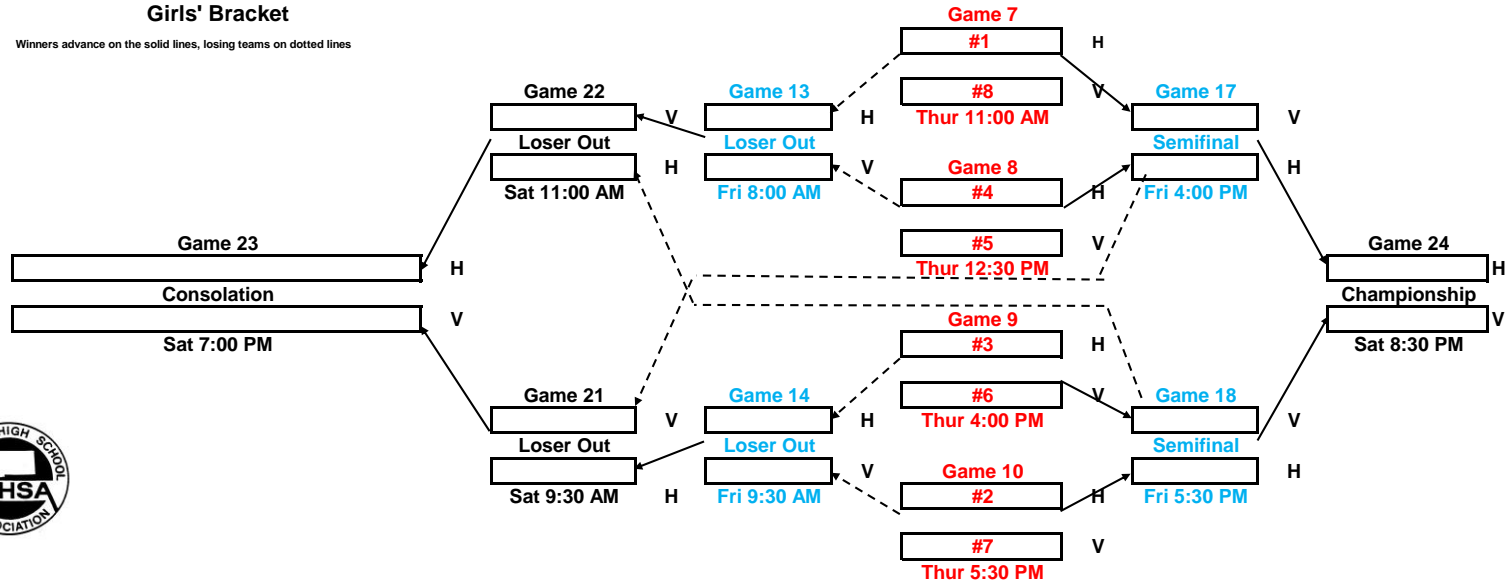 Girls' Bracket
Winners advance on the solid lines, losing teams on dotted lines
Game 7
#1
H
#8
V
Thur 11:00 AM
Game 22
V
Loser Out
H
Sat 11:00 AM
Game 13
H
Loser Out
V
Fri 8:00 AM
Game 17
V
Semifinal
H
Fri 4:00 PM
Game 8
#4
H
#5
V
Thur 12:30 PM
Game 23
H
Consolation
V
Sat 7:00 PM
Game 24
H
Championship
V
Sat 8:30 PM
Game 9
#3
H
#6
V
Thur 4:00 PM
Game 21
V
Loser Out
H
Sat 9:30 AM
Game 14
H
Loser Out
V
Fri 9:30 AM
Game 18
V
Semifinal
H
Fri 5:30 PM
Game 10
#2
H
#7
V
Thur 5:30 PM
HIGH SCHOOL
HSA